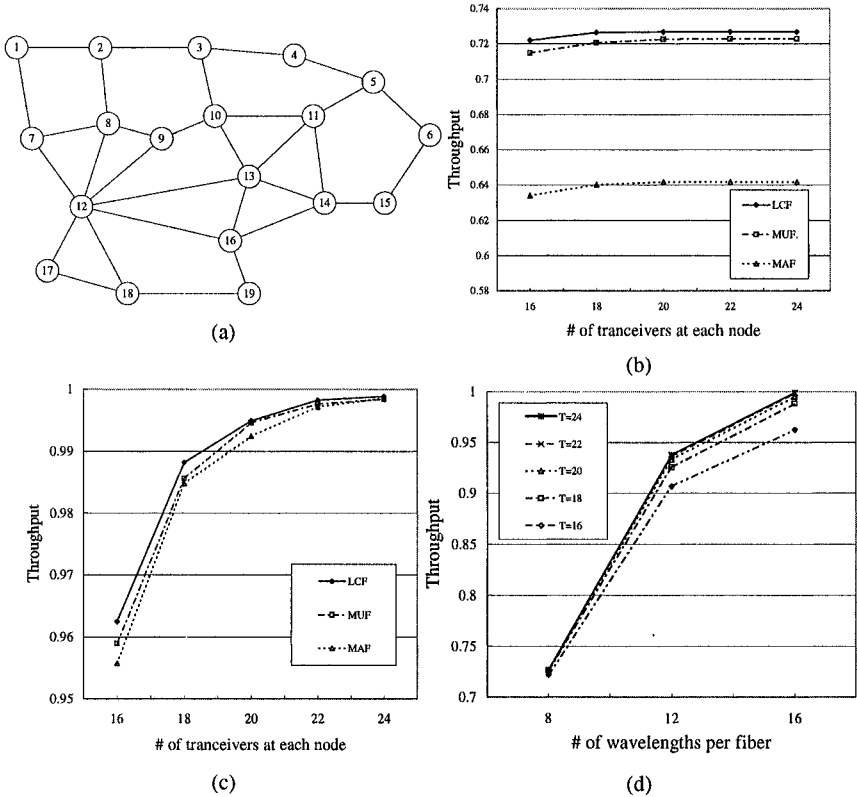 1
2
3
4
5
6
7
8
9
10
11
12
13
14
15
16
17
18
19
(a)
Throughput
0.74
0.72
0.7
0.68
0.66
0.64
0.62
0.6
0.58
LCF
MUF.
MAF
16 18 20 22 24
# of tranceivers at each node
(b)
Throughput
1
0.99
0.98
0.97
0.96
0.95
LCF
MUF
MAF
16 18 20 22 24
# of tranceivers at each node
(c)
Throughput
1
0.95
0.9
0.85
0.8
0.75
0.7
T=24
T=22
T=20
T=18
T=16
8 12 16
# of wavelengths per fiber
(d)